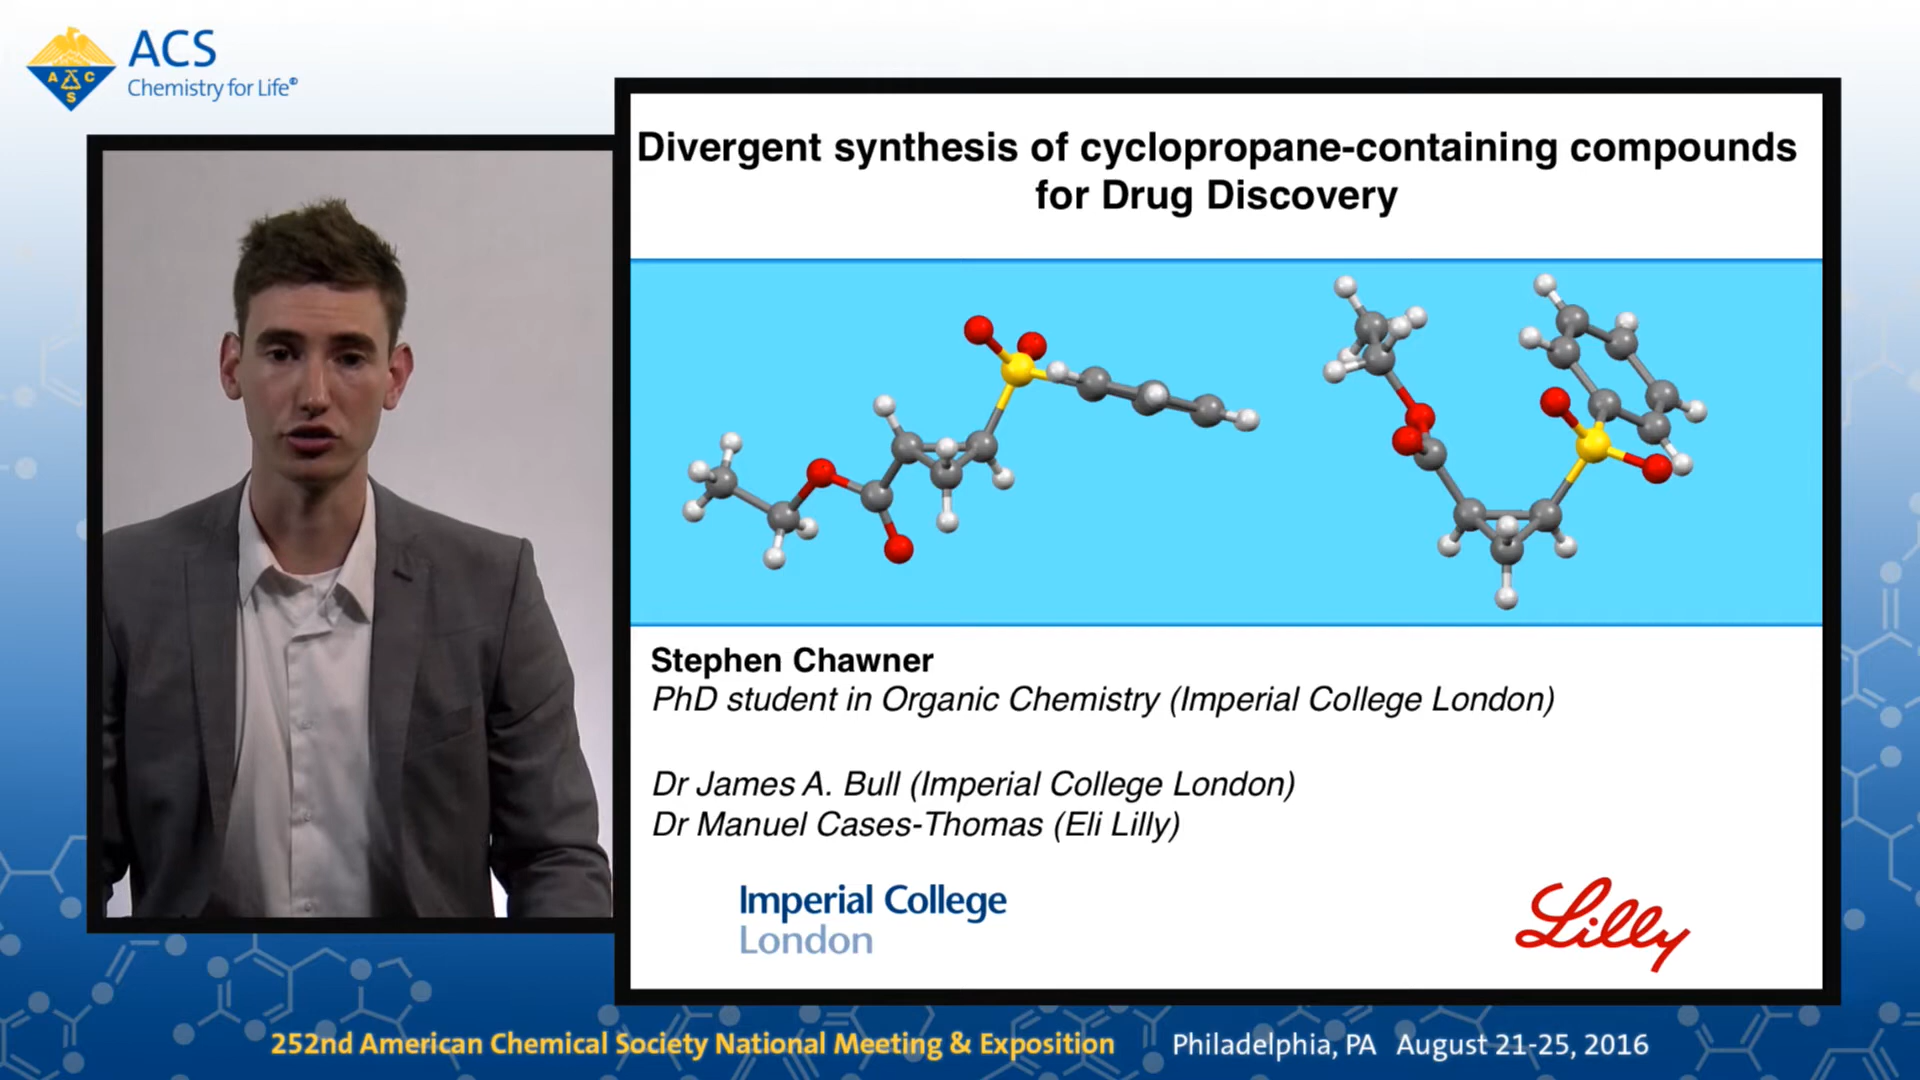 ACS
Chemistry for Life®
A C S
Divergent synthesis of cyclopropane-containing compounds
for Drug Discovery
Stephen Chawner
PhD student in Organic Chemistry (Imperial College London)
Dr James A. Bull (Imperial College London)
Dr Manuel Cases-Thomas (Eli Lilly)
Imperial College
London
Lilly
252nd American Chemical Society National Meeting & Exposition Philadelphia, PA August 21-25, 2016